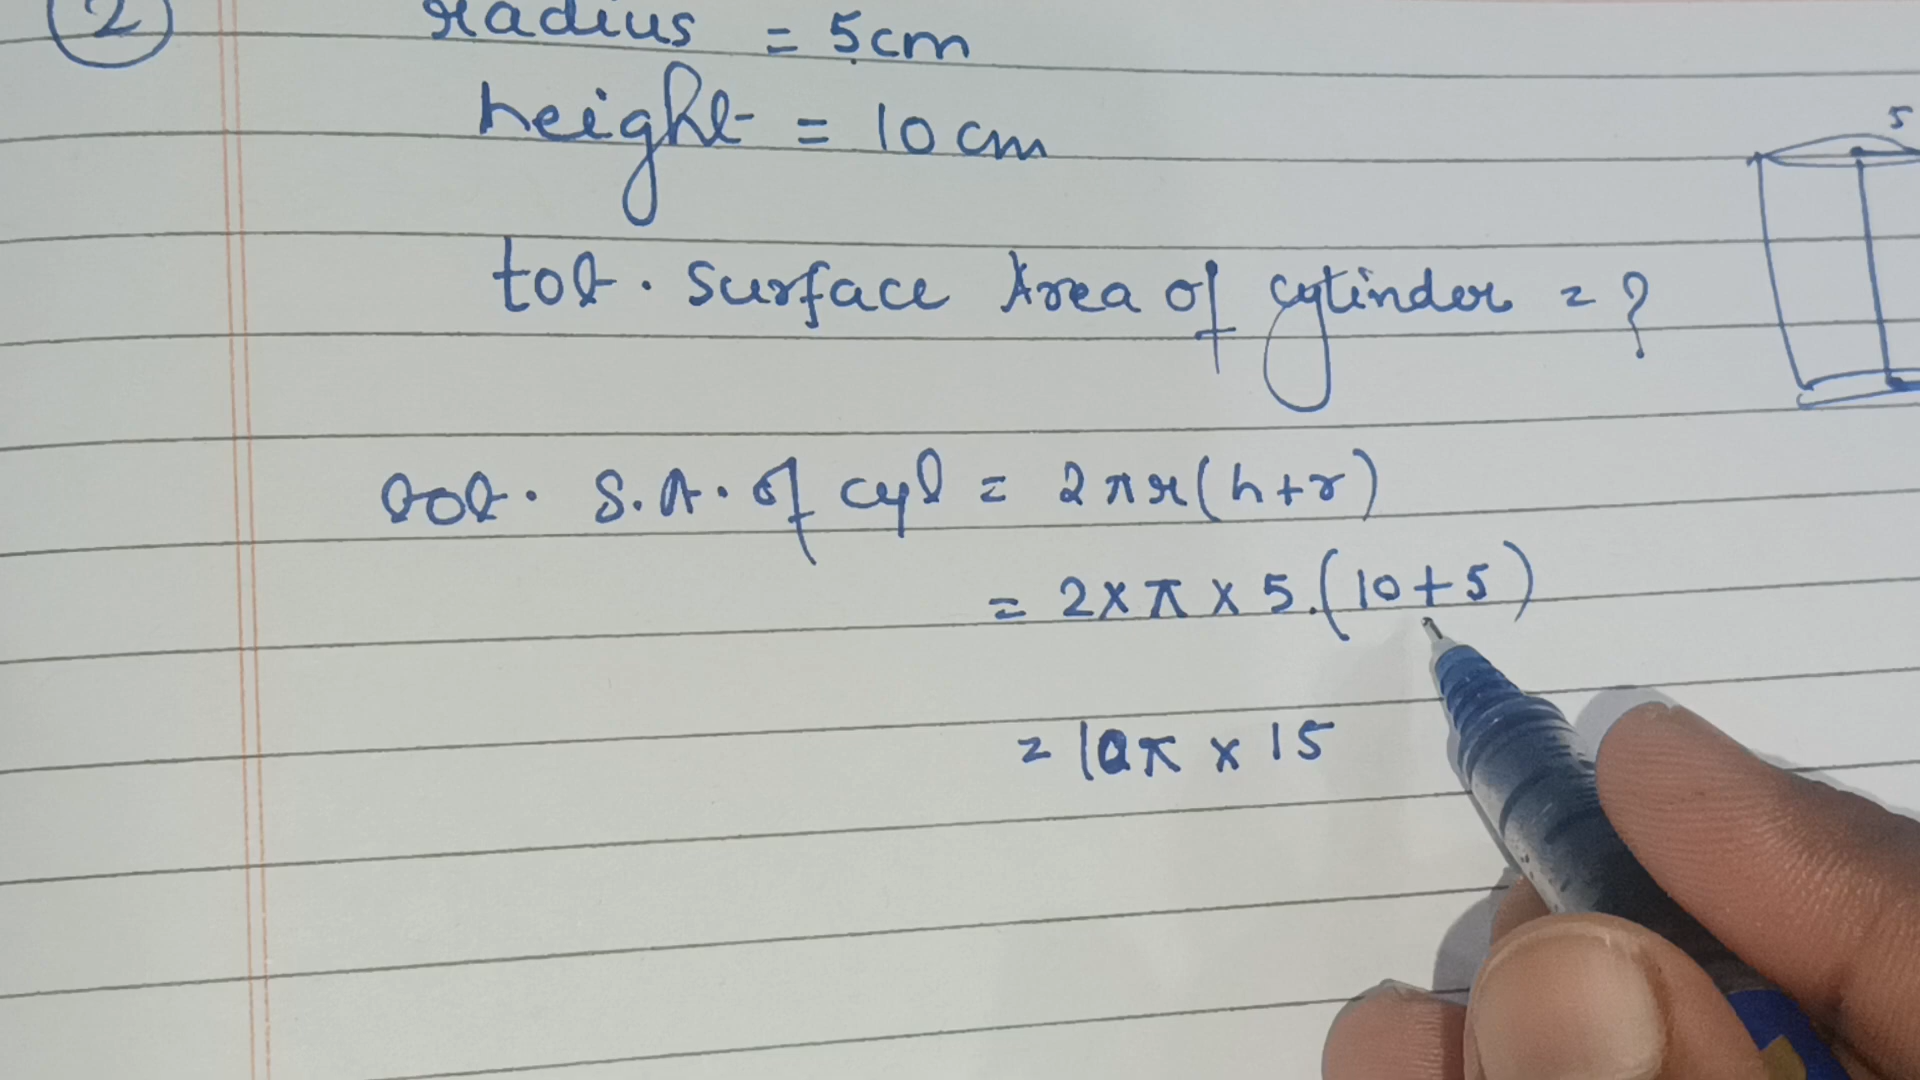 2 radius = 5cm
height = 10 cm
5
tot. surface Area of cylinder = ?
tot. S.A. of cyl = 2πr(h+r)
= 2×π×5.(10+5)
= 10π × 15